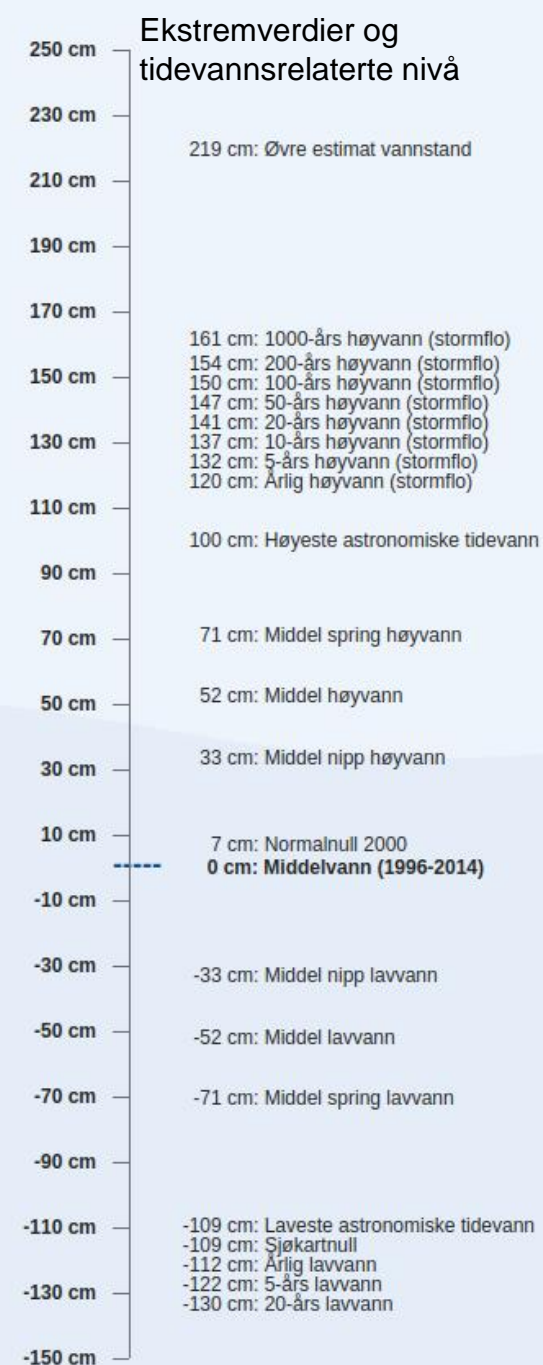 Ekstremverdier og
tidevannsrelaterte nivå
250 cm
230 cm
219 cm: Øvre estimat vannstand
210 cm
190 cm
170 cm
161 cm: 1000-års høyvann (stormflo)
154 cm: 200-års høyvann (stormflo)
150 cm
150 cm: 100-års høyvann (stormflo)
147 cm: 50-års høyvann (stormflo)
141 cm: 20-års høyvann (stormflo)
130 cm
137 cm: 10-års høyvann (stormflo)
132 cm: 5-års høyvann (stormflo)
120 cm: Årlig høyvann (stormflo)
110 cm
100 cm: Høyeste astronomiske tidevann
90 cm
70 cm
71 cm: Middel spring høyvann
50 cm
52 cm: Middel høyvann
33 cm: Middel nipp høyvann
30 cm
10 cm
7 cm: Normalnull 2000
0 cm: Middelvann (1996-2014)
-10 cm
-30 cm
-33 cm: Middel nipp lavvann
-50 cm
-52 cm: Middel lavvann
-70 cm
-71 cm: Middel spring lavvann
-90 cm
-110 cm
-109 cm: Laveste astronomiske tidevann
-109 cm: Sjøkartnull
-112 cm: Årlig lavvann
-122 cm: 5-års lavvann
-130 cm
-130 cm: 20-års lavvann
-150 cm